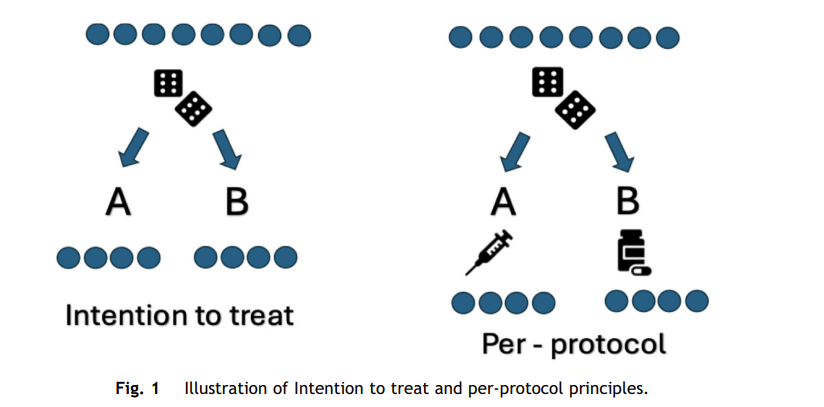 A B
A B
Intention to treat
Per - protocol
Fig. 1 Illustration of Intention to treat and per-protocol principles.